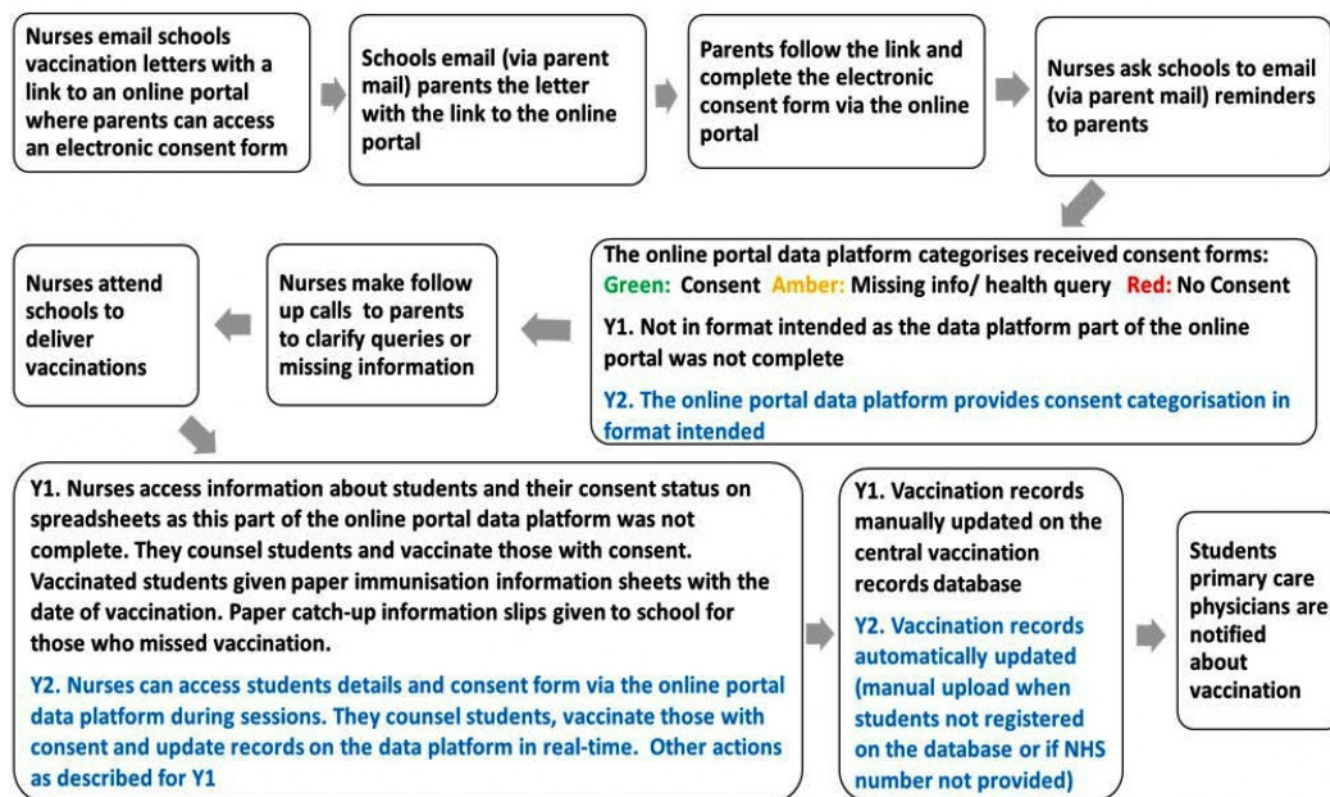 Nurses email schools
vaccination letters with a
link to an online portal
where parents can access
an electronic consent form
Schools email (via parent
mail) parents the letter
with the link to the online
portal
Parents follow the link and
complete the electronic
consent form via the online
portal
Nurses ask schools to email
(via parent mail) reminders
to parents
The online portal data platform categorises received consent forms:
Green: Consent Amber: Missing info/ health query Red: No Consent
Y1. Not in format intended as the data platform part of the online
portal was not complete
Y2. The online portal data platform provides consent categorisation in
format intended
Nurses make follow
up calls to parents
to clarify queries or
missing information
Nurses attend
schools to
deliver
vaccinations
Y1. Nurses access information about students and their consent status on
spreadsheets as this part of the online portal data platform was not
complete. They counsel students and vaccinate those with consent.
Vaccinated students given paper immunisation information sheets with the
date of vaccination. Paper catch-up information slips given to school for
those who missed vaccination.
Y2. Nurses can access students details and consent form via the online portal
data platform during sessions. They counsel students, vaccinate those with
consent and update records on the data platform in real-time. Other actions
as described for Y1
Y1. Vaccination records
manually updated on the
central vaccination
records database
Y2. Vaccination records
automatically updated
(manual upload when
students not registered
on the database or if NHS
number not provided)
Students
primary care
physicians are
notified
about
vaccination